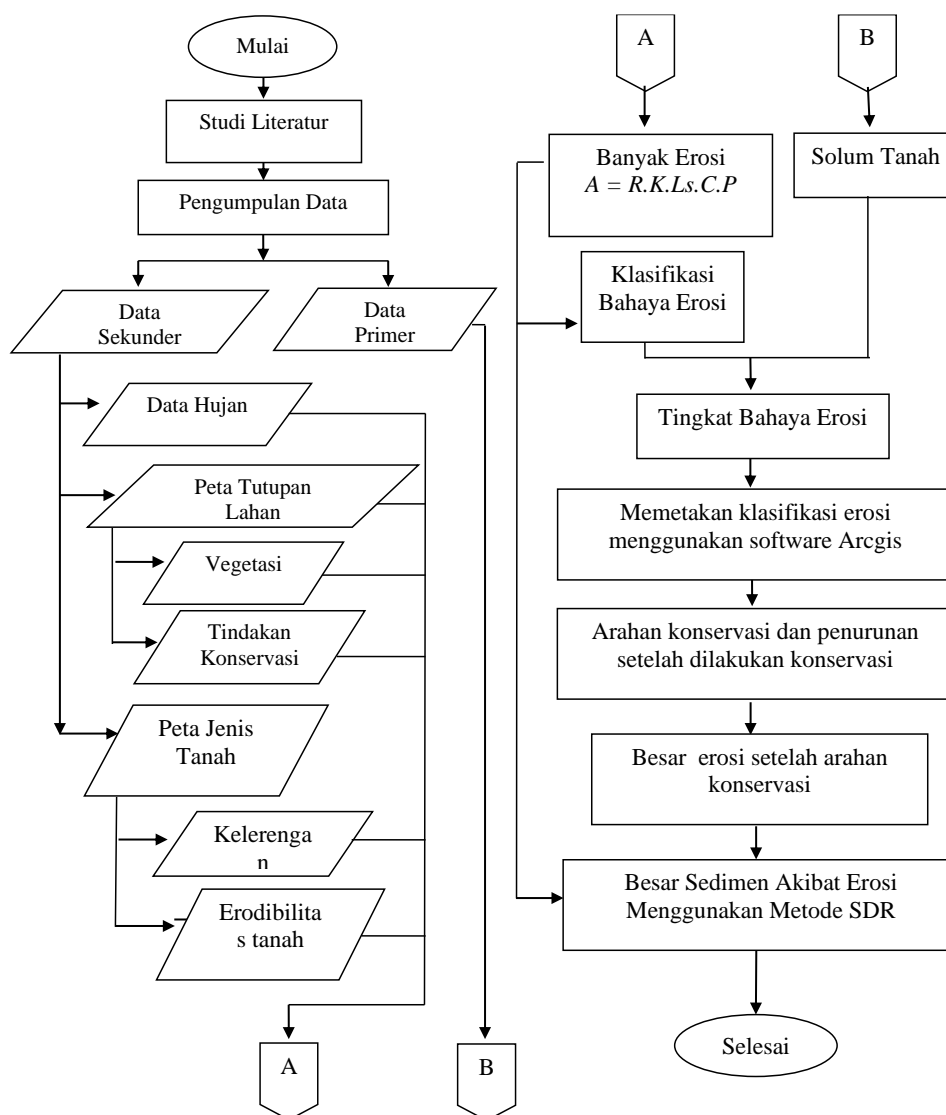 Mulai
Studi Literatur
Pengumpulan Data
Data
Sekunder
Data
Primer
Data Hujan
Peta Tutupan
Lahan
Vegetasi
Tindakan
Konservasi
Peta Jenis
Tanah
Kelerenga
n
Erodibilita
s tanah
A
B
A
B
Banyak Erosi
A = R.K.Ls.C.P
Solum Tanah
Klasifikasi
Bahaya Erosi
Tingkat Bahaya Erosi
Memetakan klasifikasi erosi
menggunakan software Arcgis
Arahan konservasi dan penurunan
setelah dilakukan konservasi
Besar erosi setelah arahan
konservasi
Besar Sedimen Akibat Erosi
Menggunakan Metode SDR
Selesai